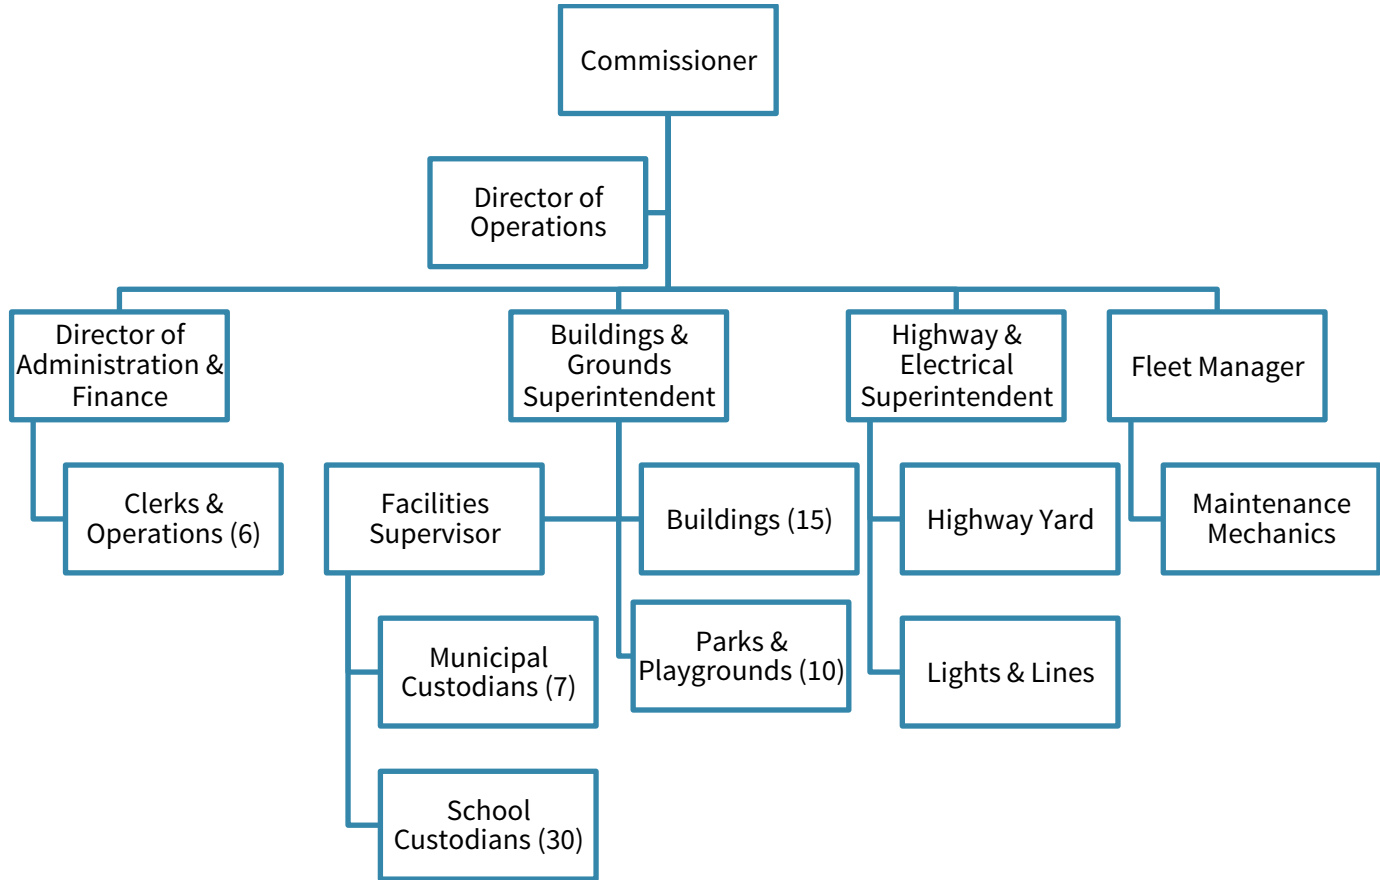 Commissioner
Director of
Operations
Director of
Administration &
Finance
Buildings &
Grounds
Superintendent
Highway &
Electrical
Superintendent
Fleet Manager
Clerks &
Operations (6)
Facilities
Supervisor
Buildings (15)
Highway Yard
Maintenance
Mechanics
Municipal
Custodians (7)
Parks &
Playgrounds (10)
Lights & Lines
School
Custodians (30)